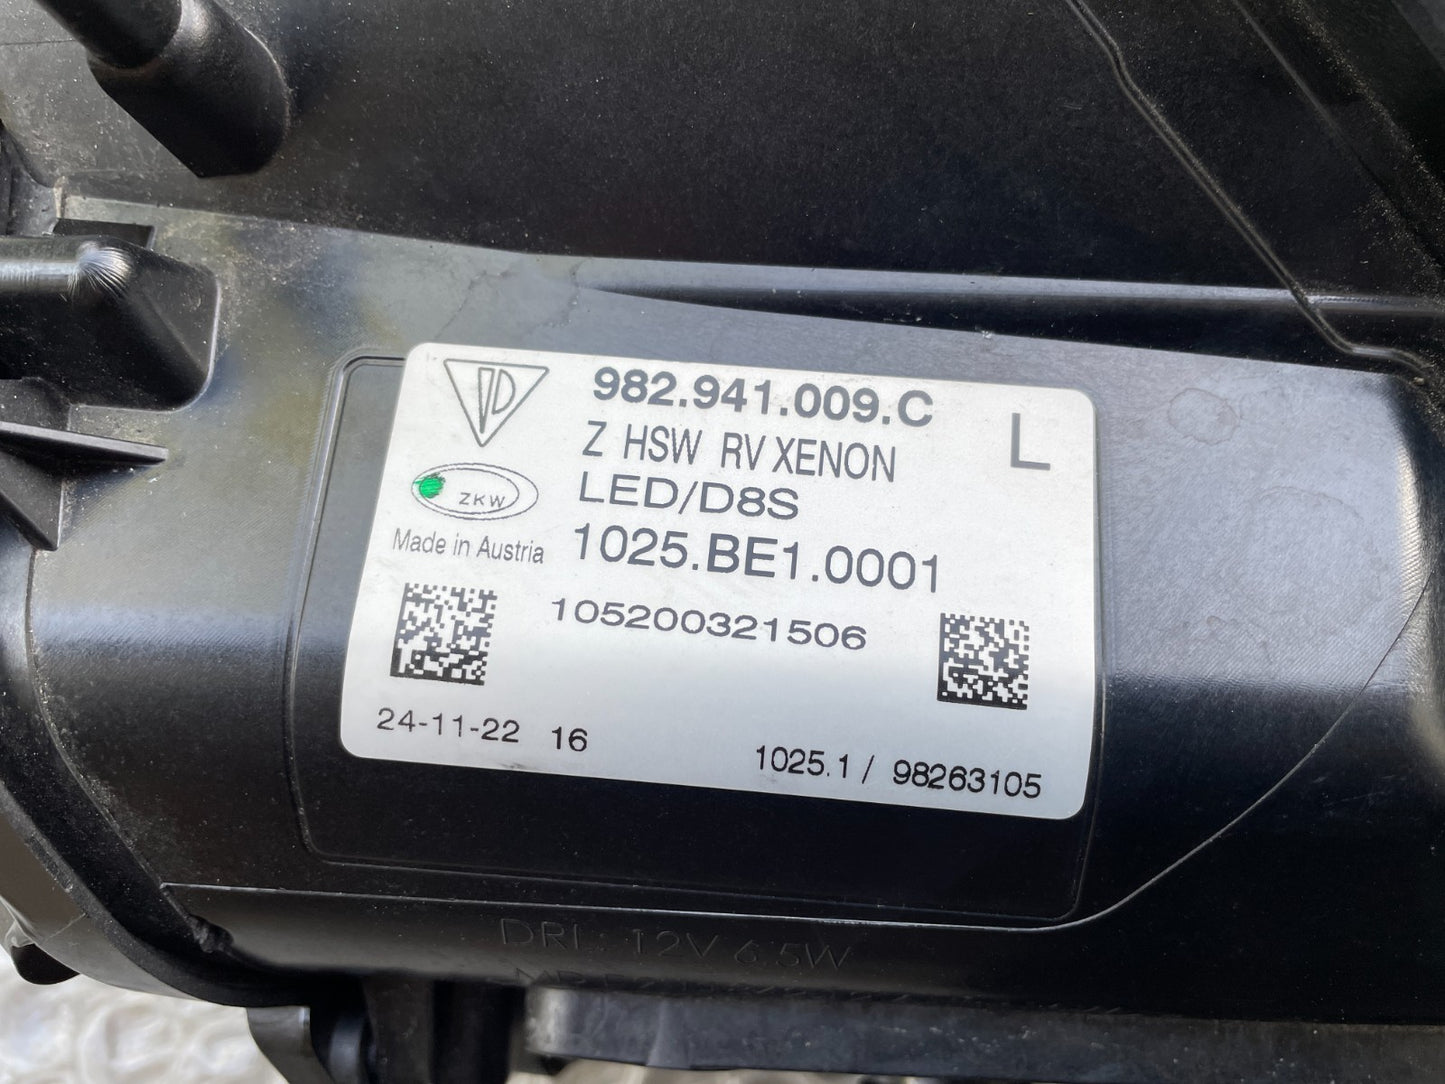 982.941.009.C
L
Z HSW RV XENON
LED/D8S
ZKW
Made in Austria
1025.BE1.0001
105200321506
24-11-22 16
1025.1 / 98263105
DRL: 12V 6.5W